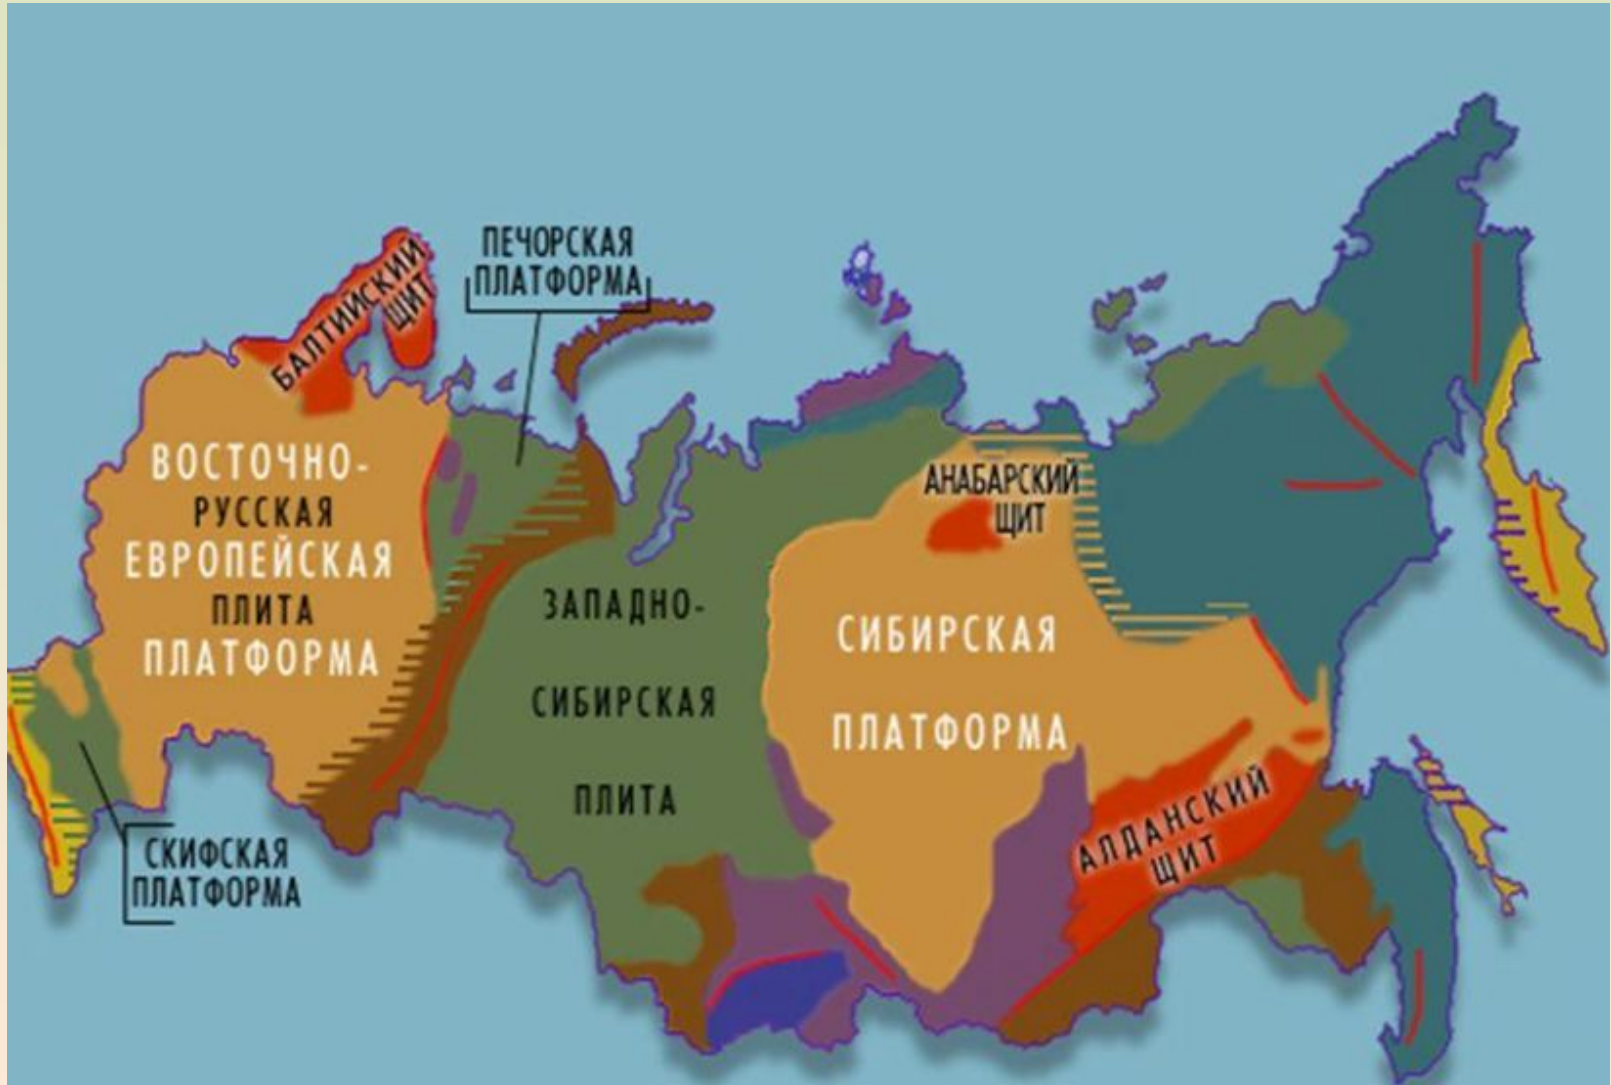 ПЕЧОРСКАЯ
ПЛАТФОРМА
БАЛТИЙСКИЙ
ЩИТ
ВОСТОЧНО-
РУССКАЯ
ЕВРОПЕЙСКАЯ
ПЛИТА
ПЛАТФОРМА
АНАБАРСКИЙ
ЩИТ
ЗАПАДНО-
СИБИРСКАЯ
ПЛИТА
СИБИРСКАЯ
ПЛАТФОРМА
АЛДАНСКИЙ
ЩИТ
СКИФСКАЯ
ПЛАТФОРМА